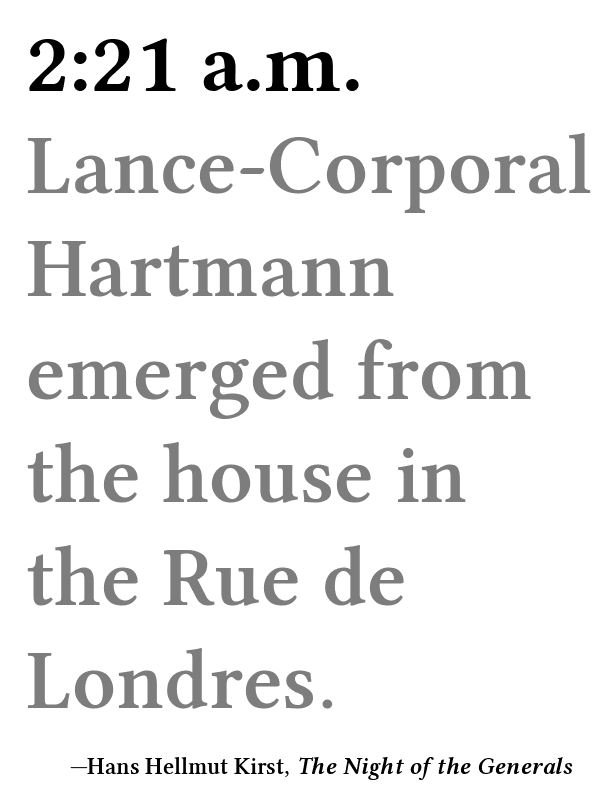 2:21 a.m.
Lance-Corporal
Hartmann
emerged from
the house in
the Rue de
Londres.
—Hans Hellmut Kirst, The Night of the Generals